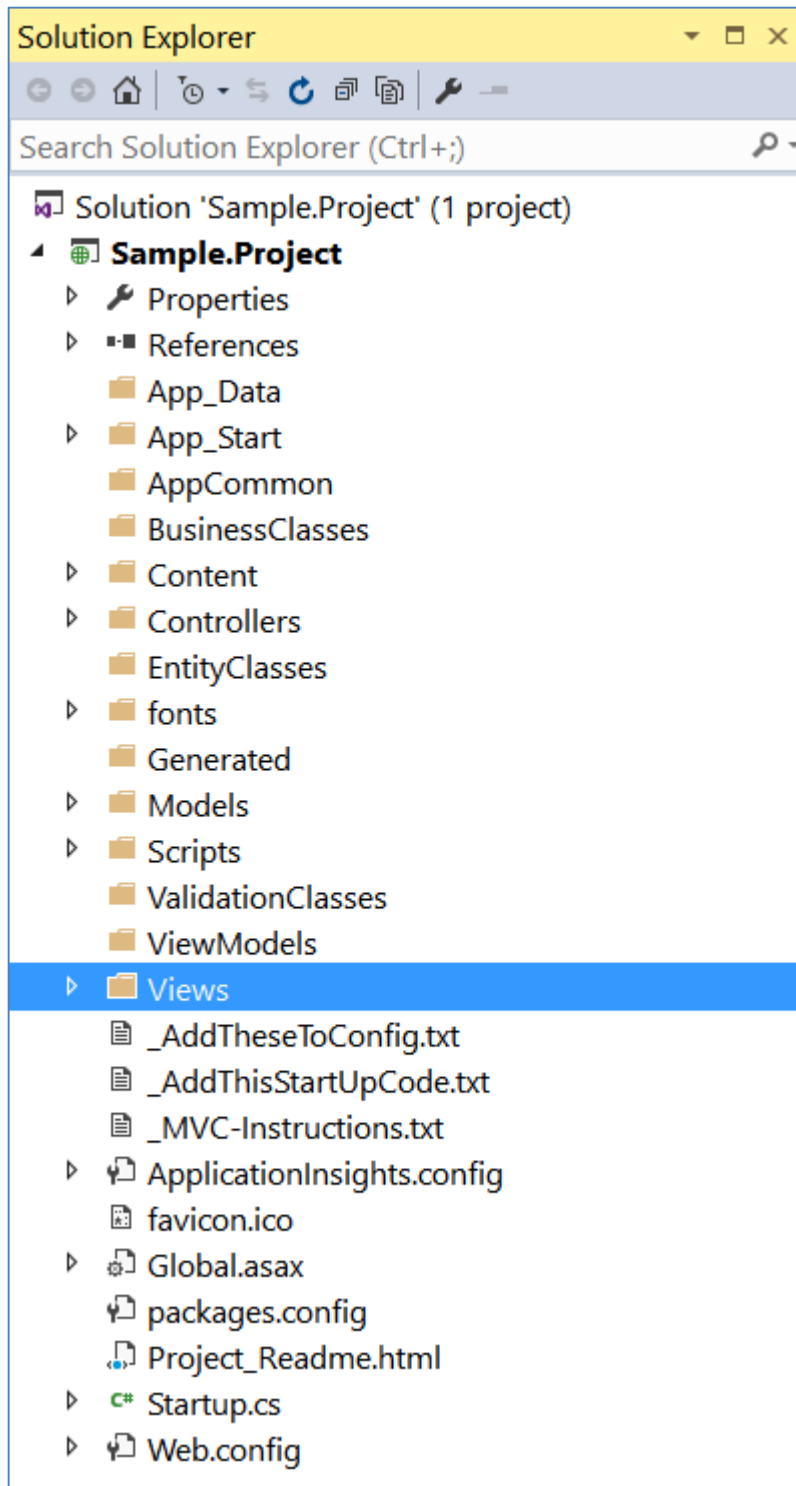 Solution Explorer
Search Solution Explorer (Ctrl+;)
Solution 'Sample.Project' (1 project)
Sample.Project
Properties
References
App_Data
App_Start
AppCommon
BusinessClasses
Content
Controllers
EntityClasses
fonts
Generated
Models
Scripts
ValidationClasses
ViewModels
Views
_AddTheseToConfig.txt
_AddThisStartUpCode.txt
_MVC-Instructions.txt
ApplicationInsights.config
favicon.ico
Global.asax
packages.config
Project_Readme.html
C# Startup.cs
Web.config